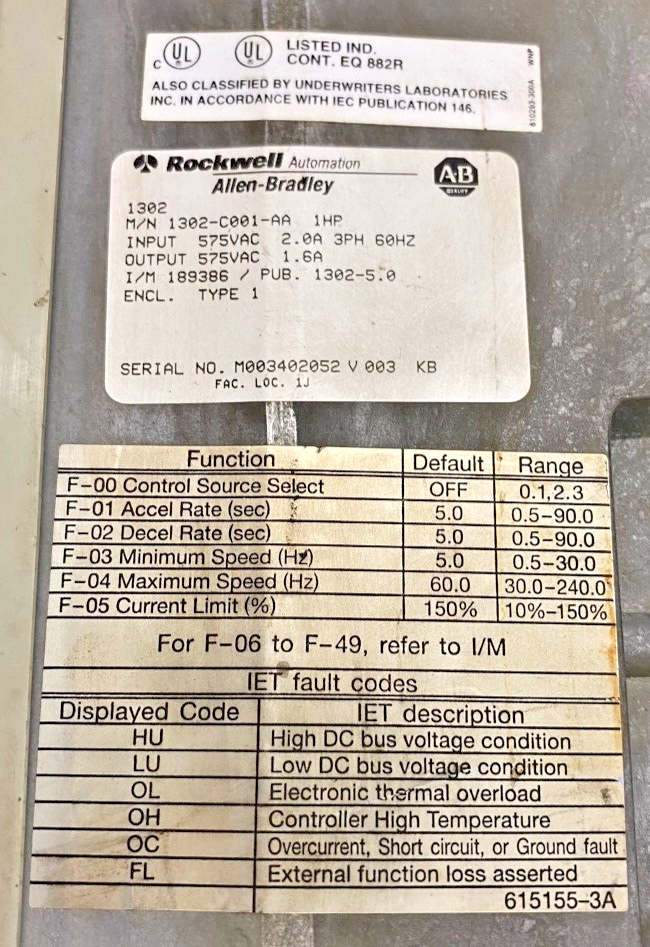 c UL UL LISTED IND.
CONT. EQ 882R
ALSO CLASSIFIED BY UNDERWRITERS LABORATORIES
INC. IN ACCORDANCE WITH IEC PUBLICATION 146.
610293-306A WNP
Rockwell Automation
Allen-Bradley
AB
QUALITY
1302
M/N 1302-C001-AA 1HP
INPUT 575VAC 2.0A 3PH 60HZ
OUTPUT 575VAC 1.6A
I/M 189386 / PUB. 1302-5.0
ENCL. TYPE 1
SERIAL NO. M003402052 V 003 KB
FAC. LOC. 1J
Function Default Range
F-00 Control Source Select OFF 0.1,2.3
F-01 Accel Rate (sec) 5.0 0.5-90.0
F-02 Decel Rate (sec) 5.0 0.5-90.0
F-03 Minimum Speed (Hz) 5.0 0.5-30.0
F-04 Maximum Speed (Hz) 60.0 30.0-240.0
F-05 Current Limit (%) 150% 10%-150%
For F-06 to F-49, refer to I/M
IET fault codes
Displayed Code IET description
HU High DC bus voltage condition
LU Low DC bus voltage condition
OL Electronic thermal overload
OH Controller High Temperature
OC Overcurrent, Short circuit, or Ground fault
FL External function loss asserted
615155-3A